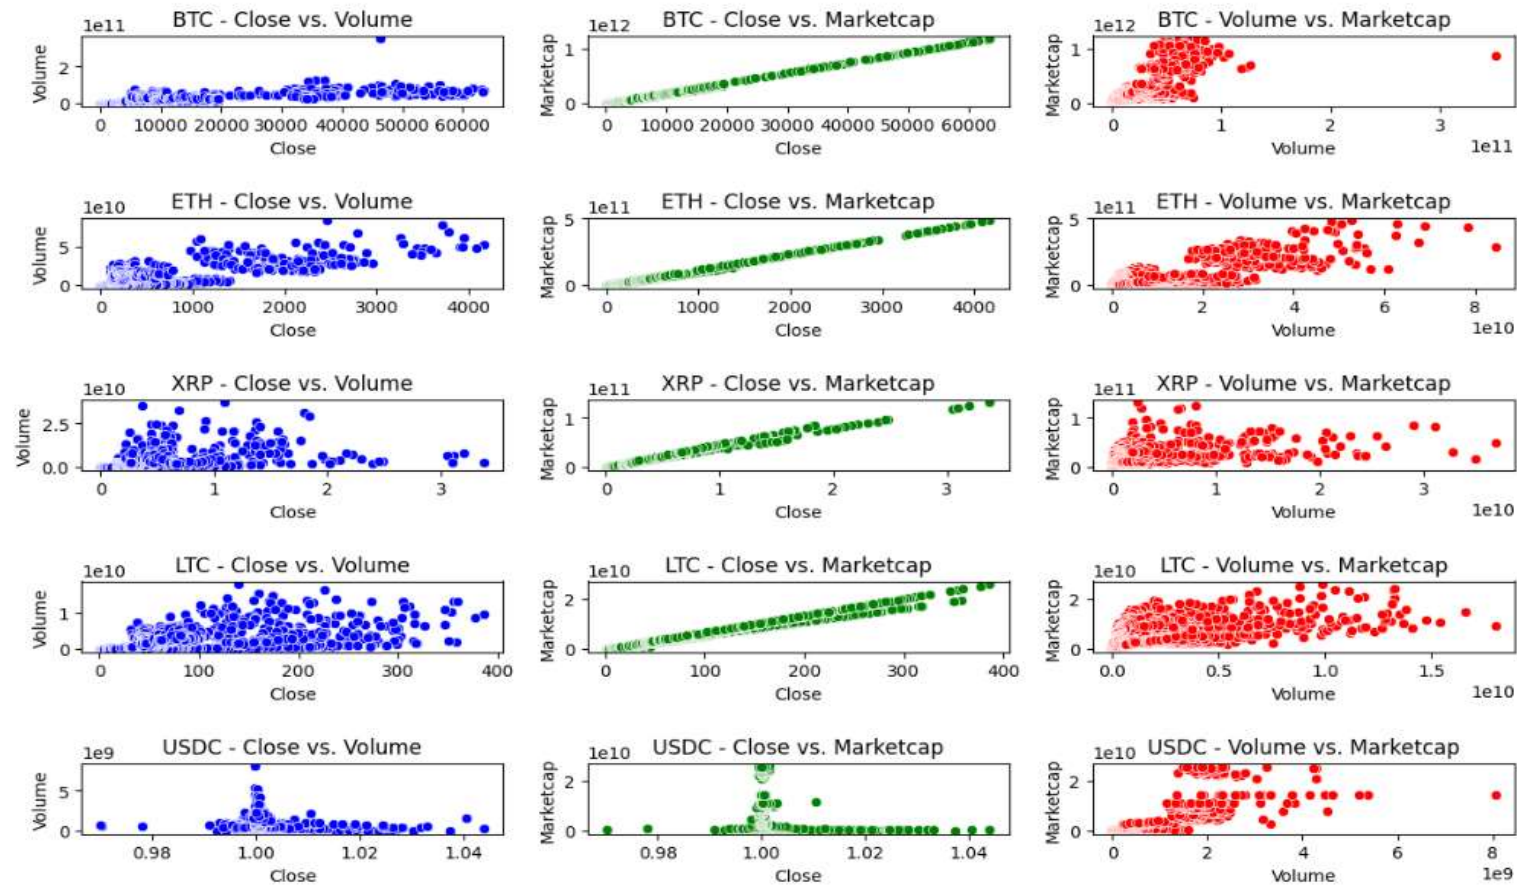 BTC - Close vs. Volume
1e11
Volume
2
0
0 10000 20000 30000 40000 50000 60000
Close
BTC - Close vs. Marketcap
1e12
Marketcap
1
0
0 10000 20000 30000 40000 50000 60000
Close
BTC - Volume vs. Marketcap
1e12
Marketcap
1
0
0 1 2 3
Volume
1e11
ETH - Close vs. Volume
1e10
Volume
5
0
0 1000 2000 3000 4000
Close
ETH - Close vs. Marketcap
1e11
Marketcap
5
0
0 1000 2000 3000 4000
Close
ETH - Volume vs. Marketcap
1e11
Marketcap
5
0
0 2 4 6 8
Volume
1e10
XRP - Close vs. Volume
1e10
Volume
2.5
0.0
0 1 2 3
Close
XRP - Close vs. Marketcap
1e11
Marketcap
1
0
0 1 2 3
Close
XRP - Volume vs. Marketcap
1e11
Marketcap
1
0
0 1 2 3
Volume
1e10
LTC - Close vs. Volume
1e10
Volume
1
0
0 100 200 300 400
Close
LTC - Close vs. Marketcap
1e10
Marketcap
2
0
0 100 200 300 400
Close
LTC - Volume vs. Marketcap
1e10
Marketcap
2
0
0.0 0.5 1.0 1.5
Volume
1e10
USDC - Close vs. Volume
1e9
Volume
5
0
0.98 1.00 1.02 1.04
Close
USDC - Close vs. Marketcap
1e10
Marketcap
2
0
0.98 1.00 1.02 1.04
Close
USDC - Volume vs. Marketcap
1e10
Marketcap
2
0
0 2 4 6 8
Volume
1e9